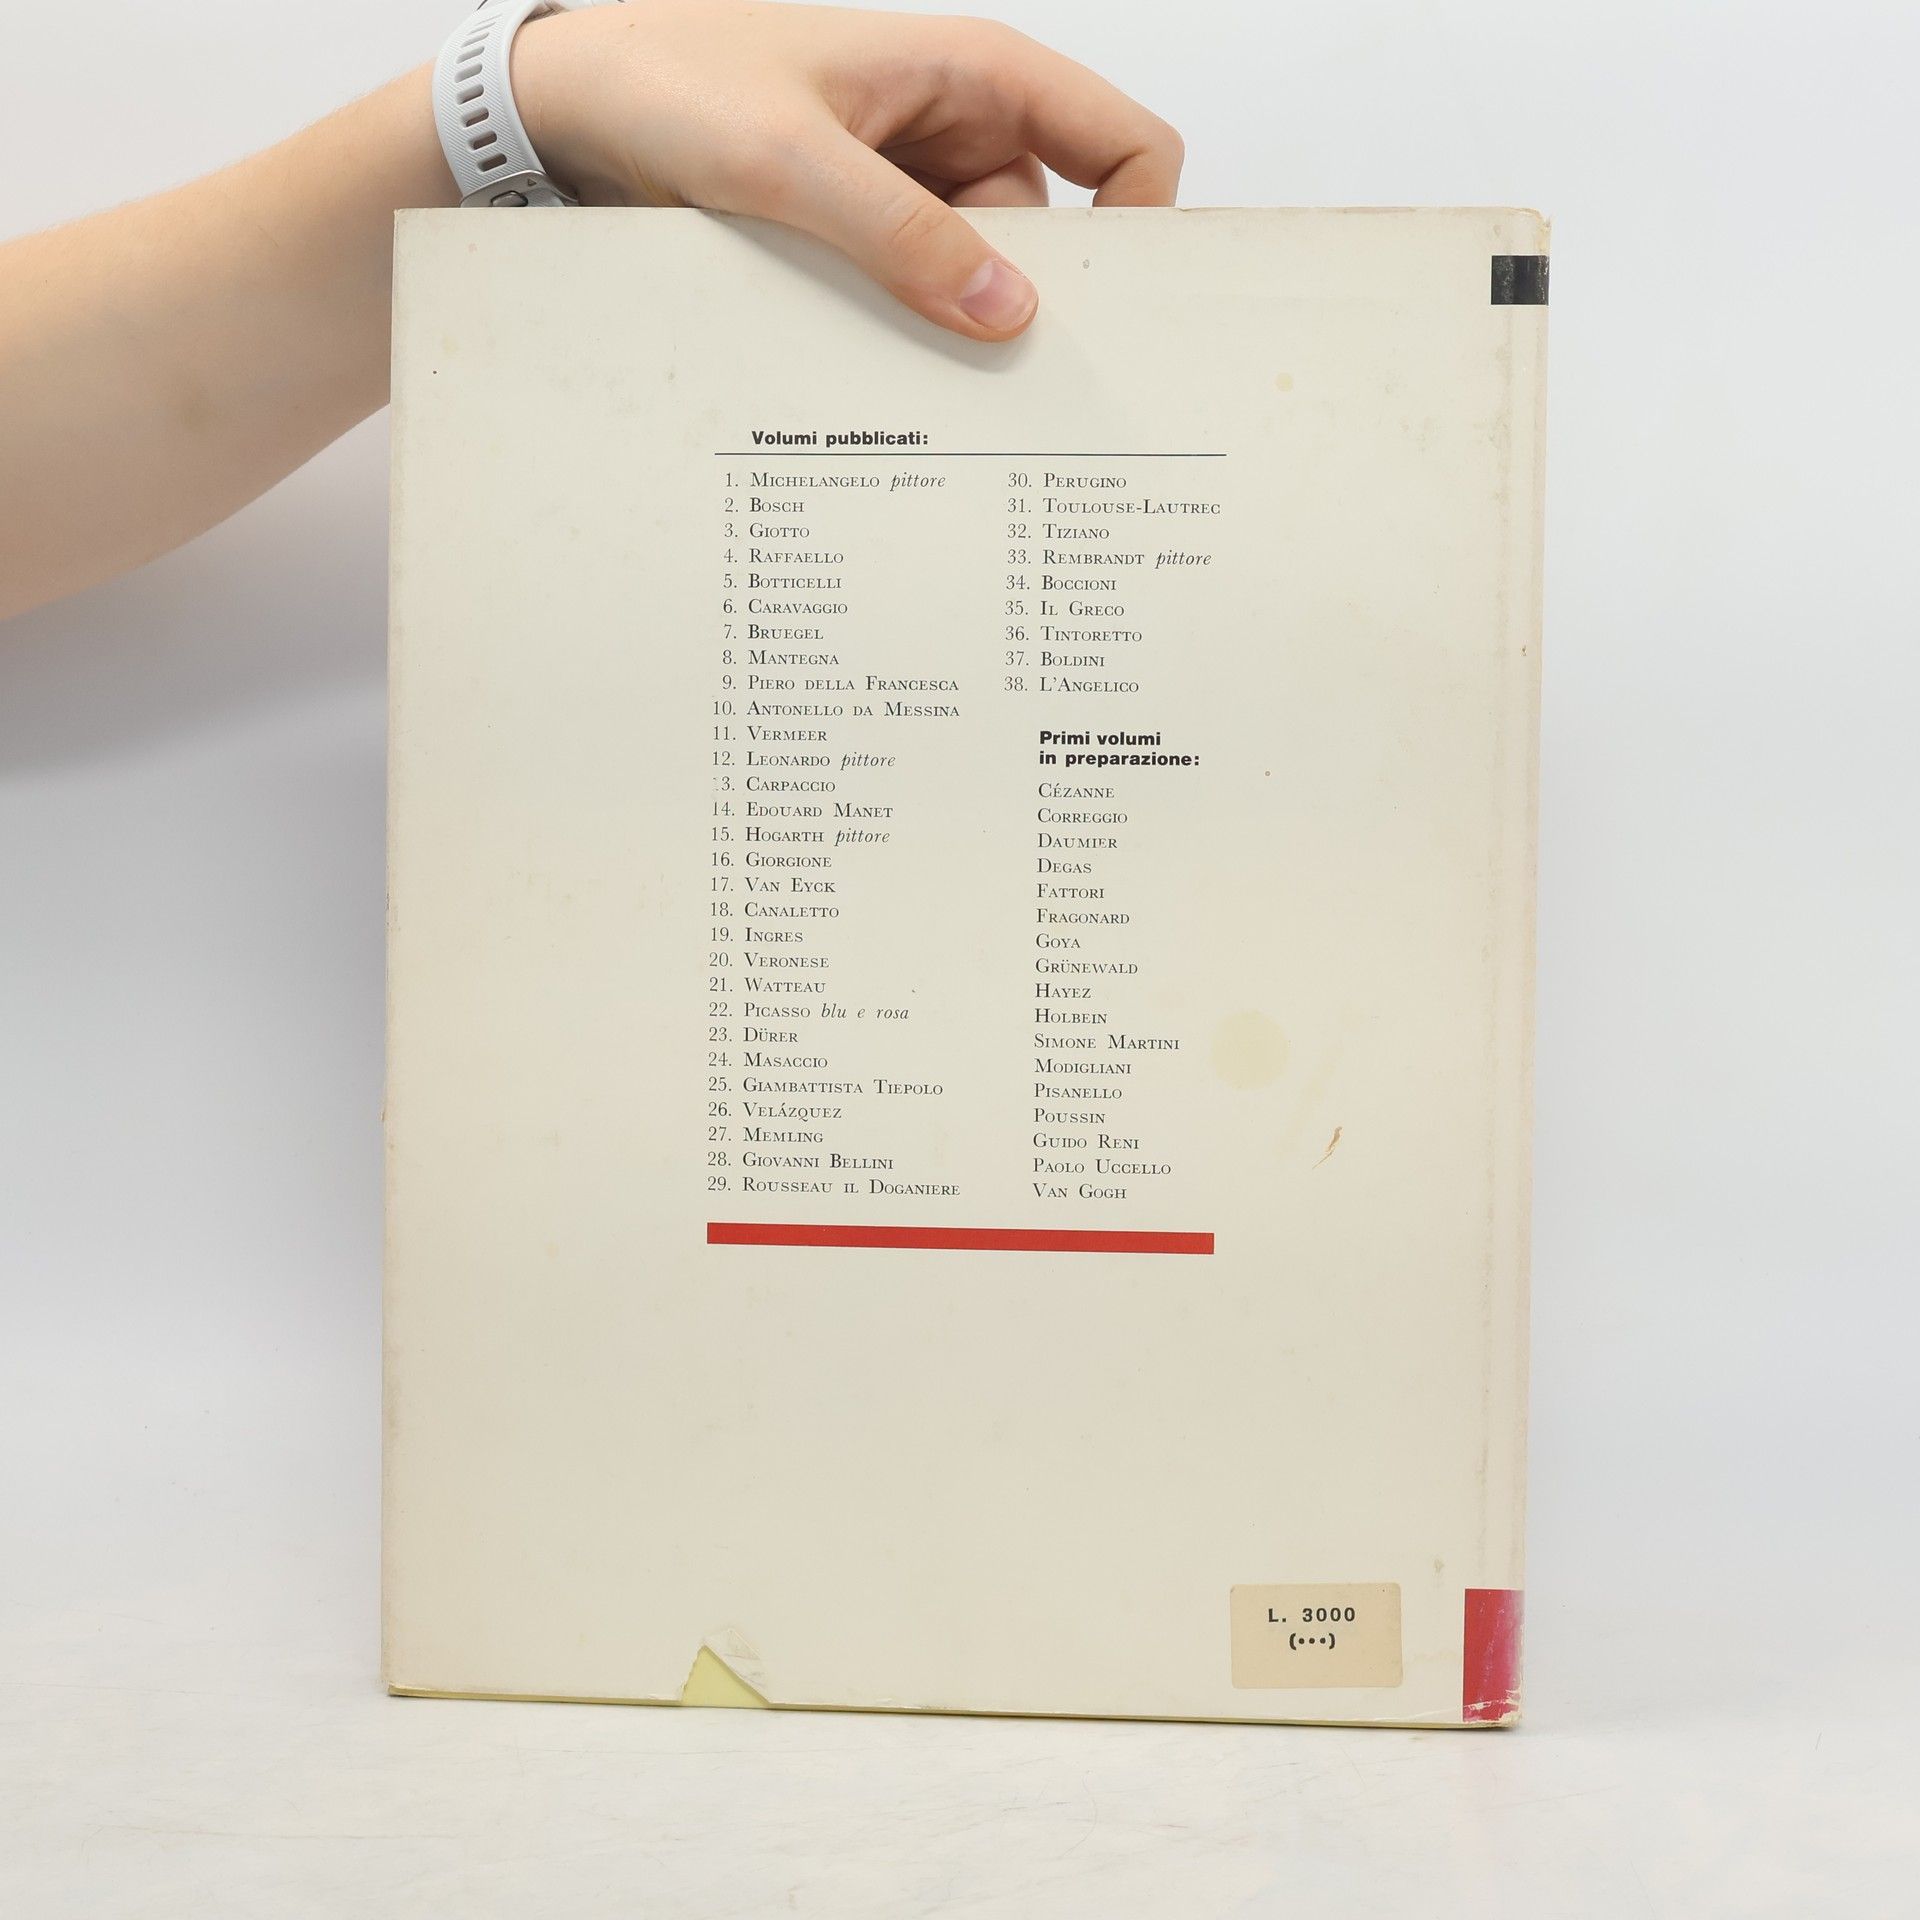 Volumi pubblicati:
1. Michelangelo pittore
2. Bosch
3. Giotto
4. Raffaello
5. Botticelli
6. Caravaggio
7. Bruegel
8. Mantegna
9. Piero della Francesca
10. Antonello da Messina
11. Vermeer
12. Leonardo pittore
13. Carpaccio
14. Edouard Manet
15. Hogarth pittore
16. Giorgione
17. Van Eyck
18. Canaletto
19. Ingres
20. Veronese
21. Watteau
22. Picasso blu e rosa
23. Dürer
24. Masaccio
25. Giambattista Tiepolo
26. Velázquez
27. Memling
28. Giovanni Bellini
29. Rousseau il Doganiere
30. Perugino
31. Toulouse-Lautrec
32. Tiziano
33. Rembrandt pittore
34. Boccioni
35. Il Greco
36. Tintoretto
37. Boldini
38. L'Angelico
Primi volumi
in preparazione:
Cézanne
Correggio
Daumier
Degas
Fattori
Fragonard
Goya
Grünewald
Hayez
Holbein
Simone Martini
Modigliani
Pisanello
Poussin
Guido Reni
Paolo Uccello
Van Gogh
L. 3000
(•••)